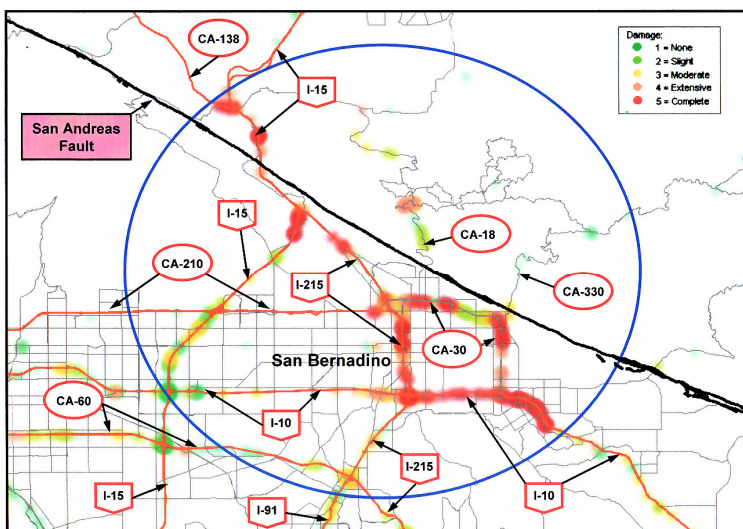 CA-138
I-15
San Andreas
Fault
Damage:
1 = None
2 = Slight
3 = Moderate
4 = Extensive
5 = Complete
I-15
CA-18
CA-210
I-215
CA-330
CA-30
San Bernadino
CA-60
I-10
I-215
I-15
I-91
I-10